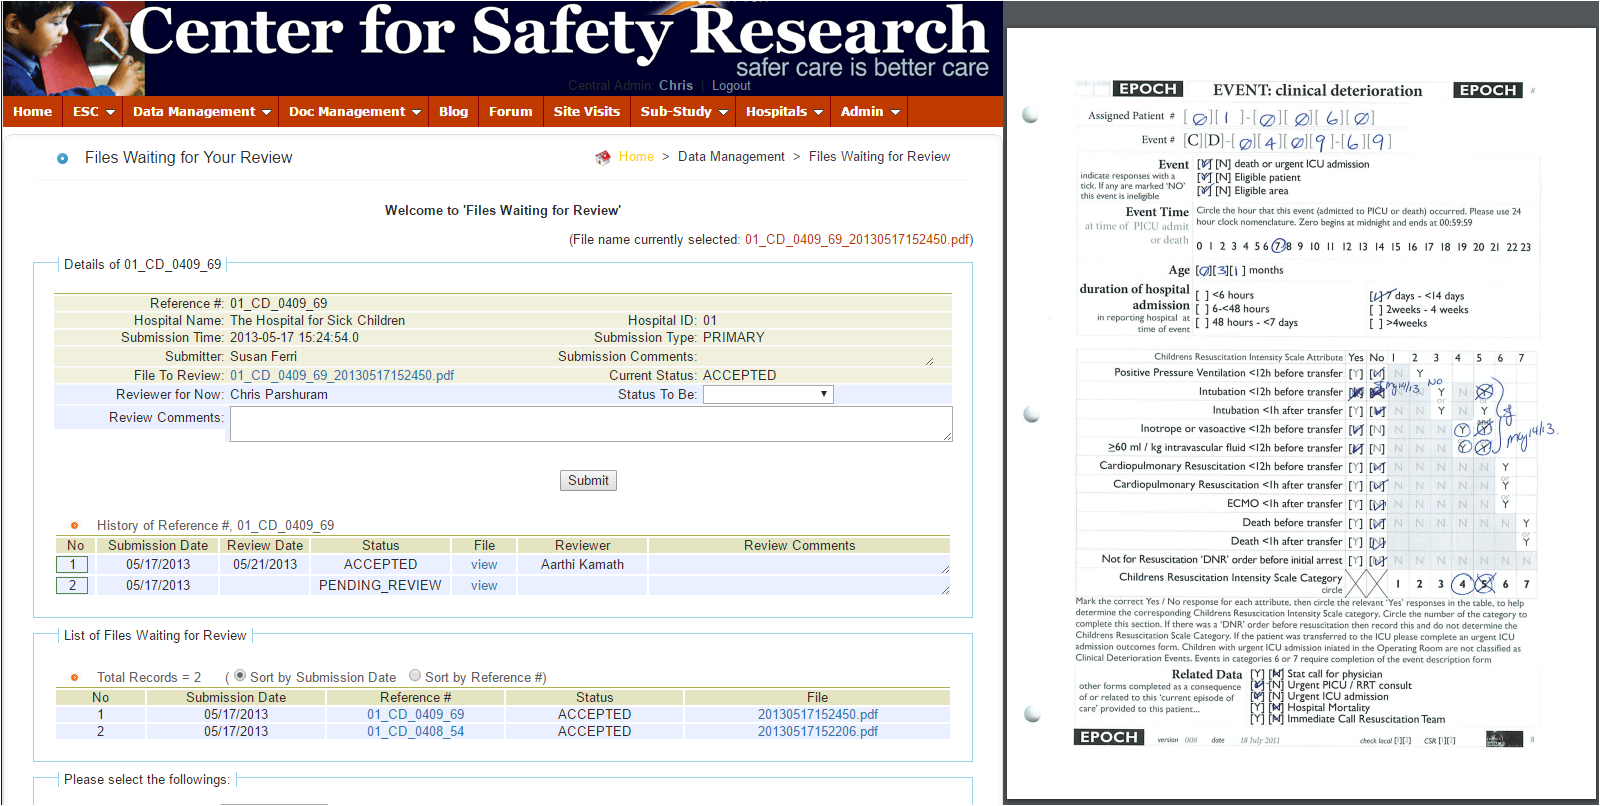 Center for Safety Research
safer care is better care
Central Admin: Chris | Logout
Home ESC Data Management Doc Management Blog Forum Site Visits Sub-Study Hospitals Admin
Files Waiting for Your Review
Home > Data Management > Files Waiting for Review
Welcome to 'Files Waiting for Review'
(File name currently selected: 01_CD_0409_69_20130517152450.pdf)
Details of 01_CD_0409_69
Reference #: 01_CD_0409_69
Hospital Name: The Hospital for Sick Children Hospital ID: 01
Submission Time: 2013-05-17 15:24:54.0 Submission Type: PRIMARY
Submitter: Susan Ferri Submission Comments:
File To Review: 01_CD_0409_69_20130517152450.pdf Current Status: ACCEPTED
Reviewer for Now: Chris Parshuram Status To Be:
Review Comments:
Submit
History of Reference #, 01_CD_0409_69
No Submission Date Review Date Status File Reviewer Review Comments
1 05/17/2013 05/21/2013 ACCEPTED view Aarthi Kamath
2 05/17/2013 PENDING_REVIEW view
List of Files Waiting for Review
Total Records = 2 ( Sort by Submission Date Sort by Reference #)
No Submission Date Reference # Status File
1 05/17/2013 01_CD_0409_69 ACCEPTED 20130517152450.pdf
2 05/17/2013 01_CD_0408_54 ACCEPTED 20130517152206.pdf
Please select the followings:
EPOCH EVENT: clinical deterioration EPOCH 8
Assigned Patient # [0][1]-[0][0][6][0]
Event # [C][D]-[0][4][0][9]-[6][9]
Event [Y] [N] death or urgent ICU admission
indicate responses with a [Y] [N] Eligible patient
tick. If any are marked 'NO' [Y] [N] Eligible area
this event is ineligible
Event Time Circle the hour that this event (admitted to PICU or death) occurred. Please use 24
at time of PICU admit hour clock nomenclature. Zero begins at midnight and ends at 00:59:59
or death
0 1 2 3 4 5 6 7 8 9 10 11 12 13 14 15 16 17 18 19 20 21 22 23
Age [0][3][1] months
duration of hospital [ ] <6 hours [ ] 7 days - <14 days
admission [ ] 6-<48 hours [ ] 2weeks - 4 weeks
in reporting hospital at [ ] 48 hours - <7 days [ ] >4weeks
time of event
Childrens Resuscitation Intensity Scale Attribute Yes No 1 2 3 4 5 6 7
Positive Pressure Ventilation <12h before transfer [Y] [N] N Y
Intubation <12h before transfer May 14/13. NO Y N Y
or or
Intubation <1h after transfer [Y] [N] N N Y N Y
and
Inotrope or vasoactive <12h before transfer [Y] [N] N N N Y Y
May 14/13.
≥60 ml / kg intravascular fluid <12h before transfer [Y] [N] N N N Y Y
Cardiopulmonary Resuscitation <12h before transfer [Y] [N] N N N N N Y
or
Cardiopulmonary Resuscitation <1h after transfer [Y] [N] N N N N N Y
or
ECMO <1h after transfer [Y] [N] N N N N N Y
Death before transfer [Y] [N] N N N N N N Y
or
Death <1h after transfer [Y] [N] N N N N N N Y
Not for Resuscitation 'DNR' order before initial arrest [Y] [N] N N N N N N N
Childrens Resuscitation Intensity Scale Category 1 2 3 4 5 6 7
circle
Mark the correct Yes / No response for each attribute, then circle the relevant 'Yes' responses in the table, to help
determine the corresponding Childrens Resuscitation Intensity Scale category. Circle the number of the category to
complete this section. If there was a 'DNR' order before resuscitation then record this and do not determine the
Childrens Resuscitation Scale Category. If the patient was transferred to the ICU please complete an urgent ICU
admission outcomes form. Children with urgent ICU admission iniated in the Operating Room are not classified as
Clinical Deterioration Events. Events in categories 6 or 7 require completion of the event description form
Related Data [Y] [N] Stat call for physician
other forms completed as a consequence [Y] [N] Urgent PICU / RRT consult
of or related to this 'current episode of [Y] [N] Urgent ICU admission
care' provided to this patient... [Y] [N] Hospital Mortality
[Y] [N] Immediate Call Resuscitation Team
EPOCH version 008 date 18 July 2011 check local [1][2] CSR [1][2] 8